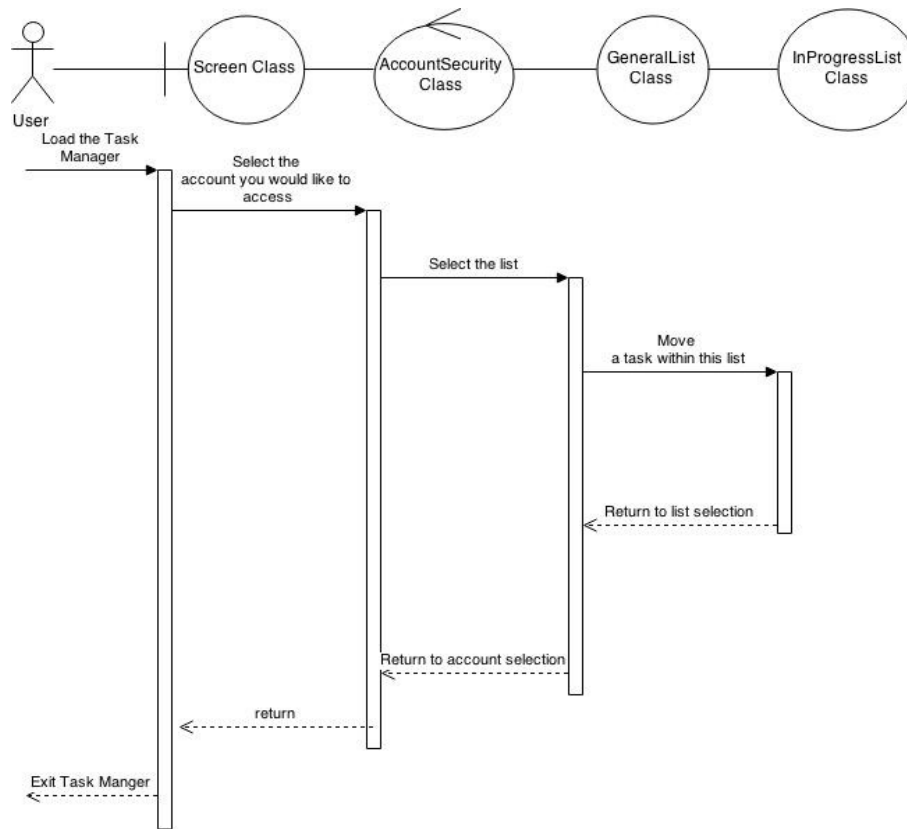 Screen Class
AccountSecurity
Class
GeneralList
Class
InProgressList
Class
User
Load the Task
Manager
Select the
account you would like to
access
Select the list
Move
a task within this list
Return to list selection
Return to account selection
return
Exit Task Manger